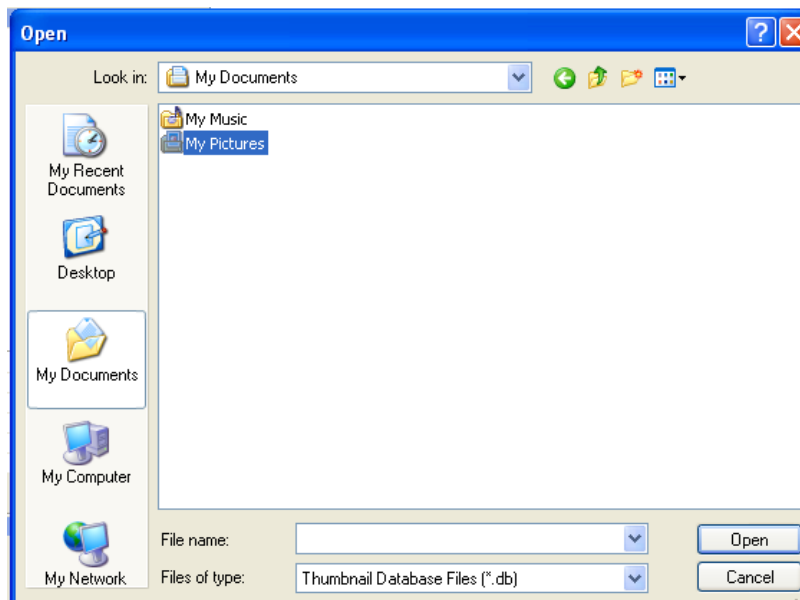 Open
Look in:
My Documents
My Music
My Pictures
My Recent
Documents
Desktop
My Documents
My Computer
My Network
File name:
Open
Files of type:
Thumbnail Database Files (*.db)
Cancel